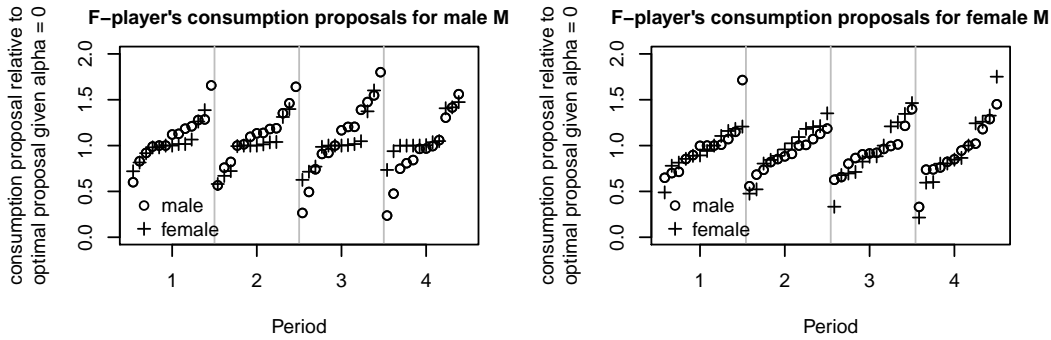 F−player's consumption proposals for male M
consumption proposal relative to
optimal proposal given alpha = 0
2.0
1.5
1.0
0.5
0.0
male
female
1 2 3 4
Period
F−player's consumption proposals for female M
consumption proposal relative to
optimal proposal given alpha = 0
2.0
1.5
1.0
0.5
0.0
male
female
1 2 3 4
Period